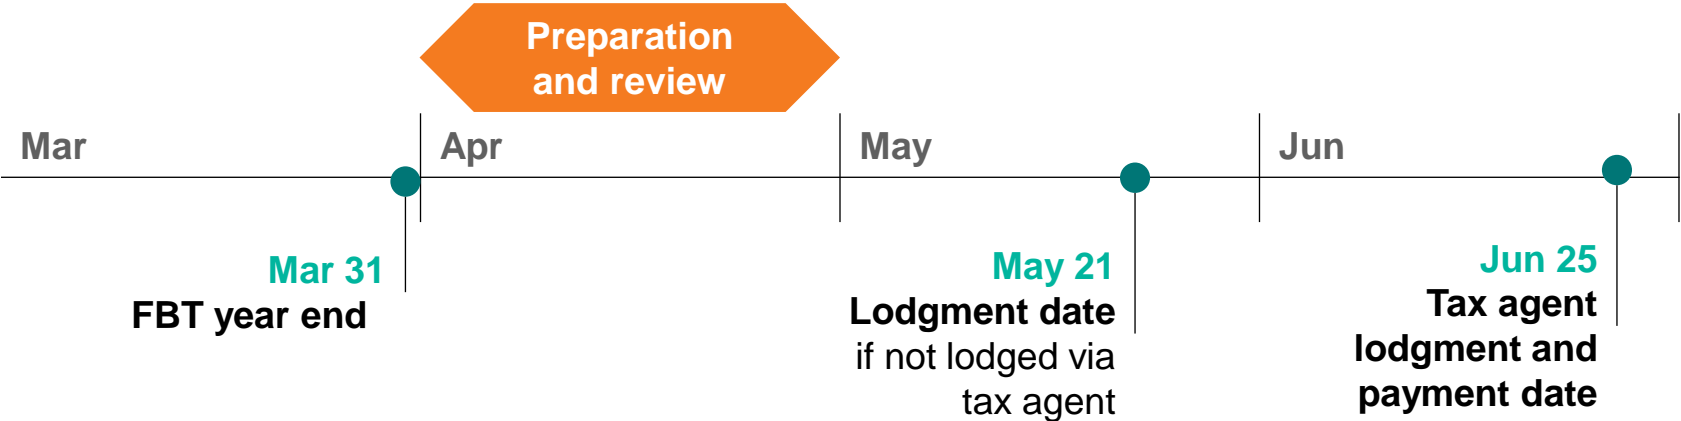 Preparation
and review
Mar
Apr
May
Jun
Mar 31
FBT year end
May 21
Lodgment date
if not lodged via
tax agent
Jun 25
Tax agent
lodgment and
payment date